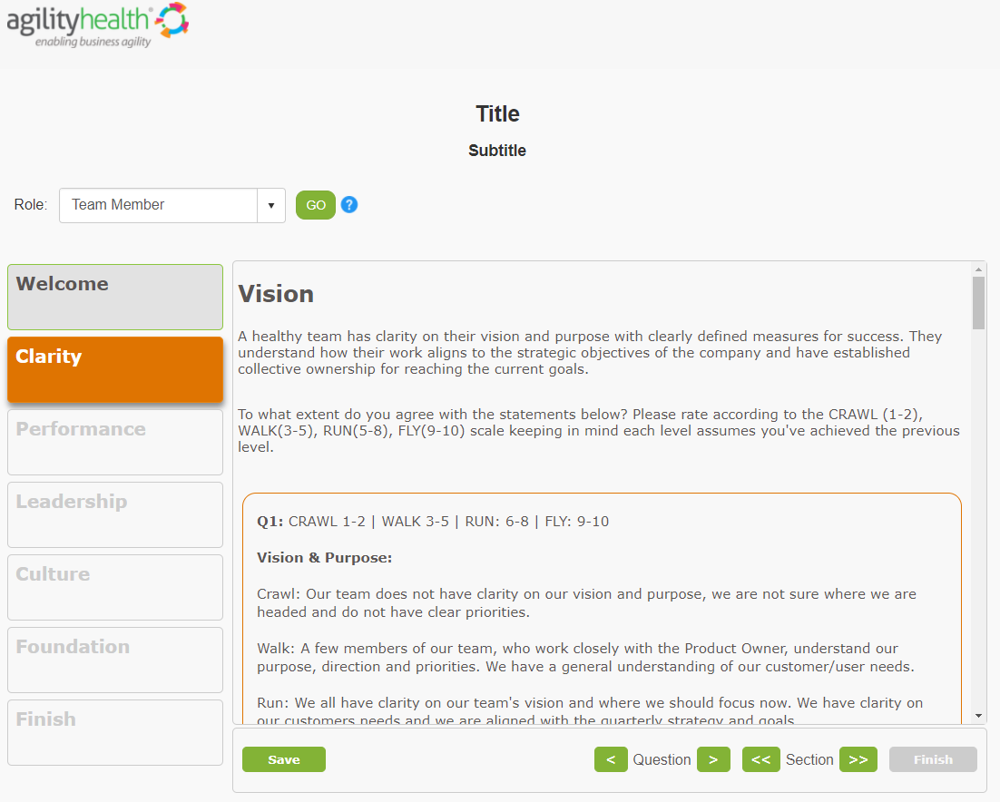 agilityhealth®
enabling business agility
Title
Subtitle
Role: Team Member ▼ GO ?
Welcome
Clarity
Performance
Leadership
Culture
Foundation
Finish
Vision
A healthy team has clarity on their vision and purpose with clearly defined measures for success. They
understand how their work aligns to the strategic objectives of the company and have established
collective ownership for reaching the current goals.
To what extent do you agree with the statements below? Please rate according to the CRAWL (1-2),
WALK(3-5), RUN(5-8), FLY(9-10) scale keeping in mind each level assumes you've achieved the previous
level.
Q1: CRAWL 1-2 | WALK 3-5 | RUN: 6-8 | FLY: 9-10
Vision & Purpose:
Crawl: Our team does not have clarity on our vision and purpose, we are not sure where we are
headed and do not have clear priorities.
Walk: A few members of our team, who work closely with the Product Owner, understand our
purpose, direction and priorities. We have a general understanding of our customer/user needs.
Run: We all have clarity on our team's vision and where we should focus now. We have clarity on
our customers needs and we are aligned with the quarterly strategy and goals.
Save < Question > << Section >> Finish